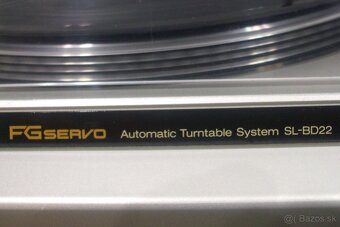 FG SERVO Automatic Turntable System SL-BD22
© Bazos.sk